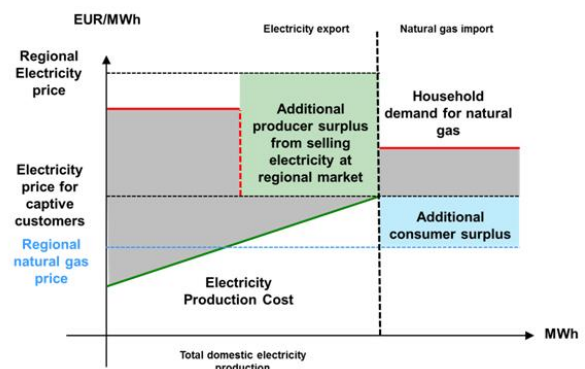 EUR/MWh
Electricity export
Natural gas import
Regional
Electricity
price
Additional
producer surplus
from selling
electricity at
regional market
Household
demand for natural
gas
Electricity
price for
captive
customers
Regional
natural gas
price
Additional
consumer surplus
Electricity
Production Cost
MWh
Total domestic electricity
production